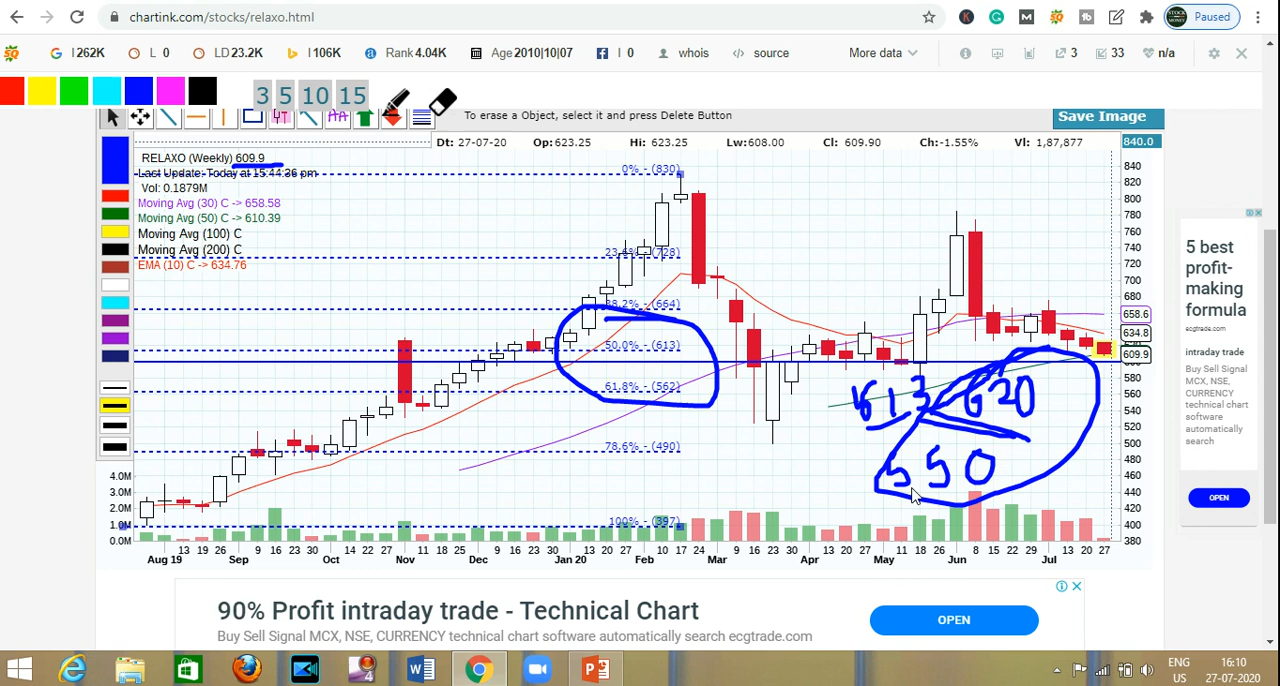 chartink.com/stocks/relaxo.html
Paused
262K
L 0
LD 23.2K
I 106K
Rank 4.04K
Age 2010|10|07
I 0
whois
source
More data
3
33
n/a
3 5 10 15
To erase a Object, select it and press Delete Button
Save Image
RELAXO (Weekly) 609.9
Dt: 27-07-20
Op:623.25
Hi: 623.25
Lw:608.00
Cl: 609.90
Ch:-1.55%
Vl: 1,87,877
840.0
Last Update: Today at 15:44:36 pm
Vol: 0.1879M
Moving Avg (30) C -> 658.58
Moving Avg (50) C -> 610.39
Moving Avg (100) C
Moving Avg (200) C
EMA (10) C -> 634.76
0% - (830)
23.6% - (728)
38.2% - (664)
50.0% - (613)
61.8% - (562)
78.6% - (490)
100% - (397)
613 620
550
840
820
800
780
760
740
720
700
680
658.6
634.8
609.9
580
560
540
520
500
480
460
440
420
400
380
4.0M
3.0M
2.0M
1.0M
0.0M
13 19 26 9 16 23 30 14 22 27 11 18 25 9 16 23 30 13 20 27 10 17 24 9 16 23 30 13 20 27 11 18 26 8 15 22 29 13 20 27
Aug 19 Sep Oct Nov Dec Jan 20 Feb Mar Apr May Jun Jul
5 best
profit-
making
formula
ecgtrade.com
intraday trade
- Technical Chart
Buy Sell Signal
MCX, NSE,
CURRENCY
technical chart
software
automatically
search
OPEN
90% Profit intraday trade - Technical Chart
Buy Sell Signal MCX, NSE, CURRENCY technical chart software automatically search ecgtrade.com
OPEN
ENG
US
16:10
27-07-2020